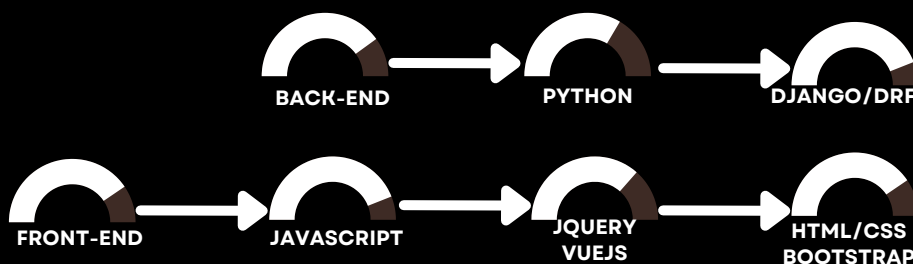 BACK-END
PYTHON
DJANGO/DRF
FRONT-END
JAVASCRIPT
JQUERY
VUEJS
HTML/CSS
BOOTSTRAP